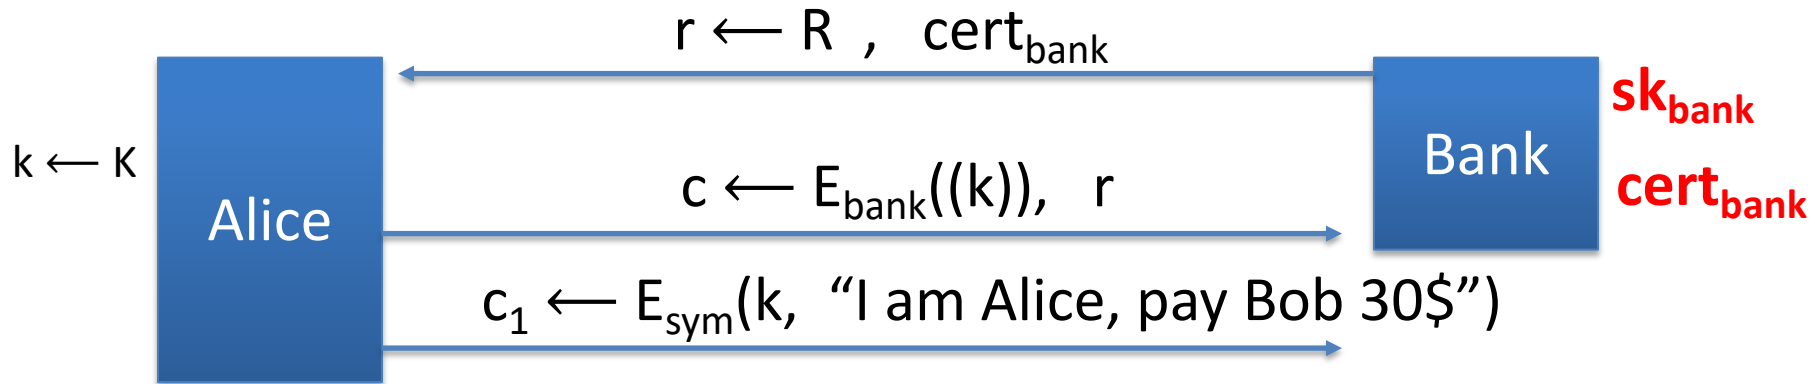 r ⟵ R , cert_bank
sk_bank
Bank
k ⟵ K
c ⟵ E_bank((k)), r
cert_bank
Alice
c_1 ⟵ E_sym(k, “I am Alice, pay Bob 30$”)